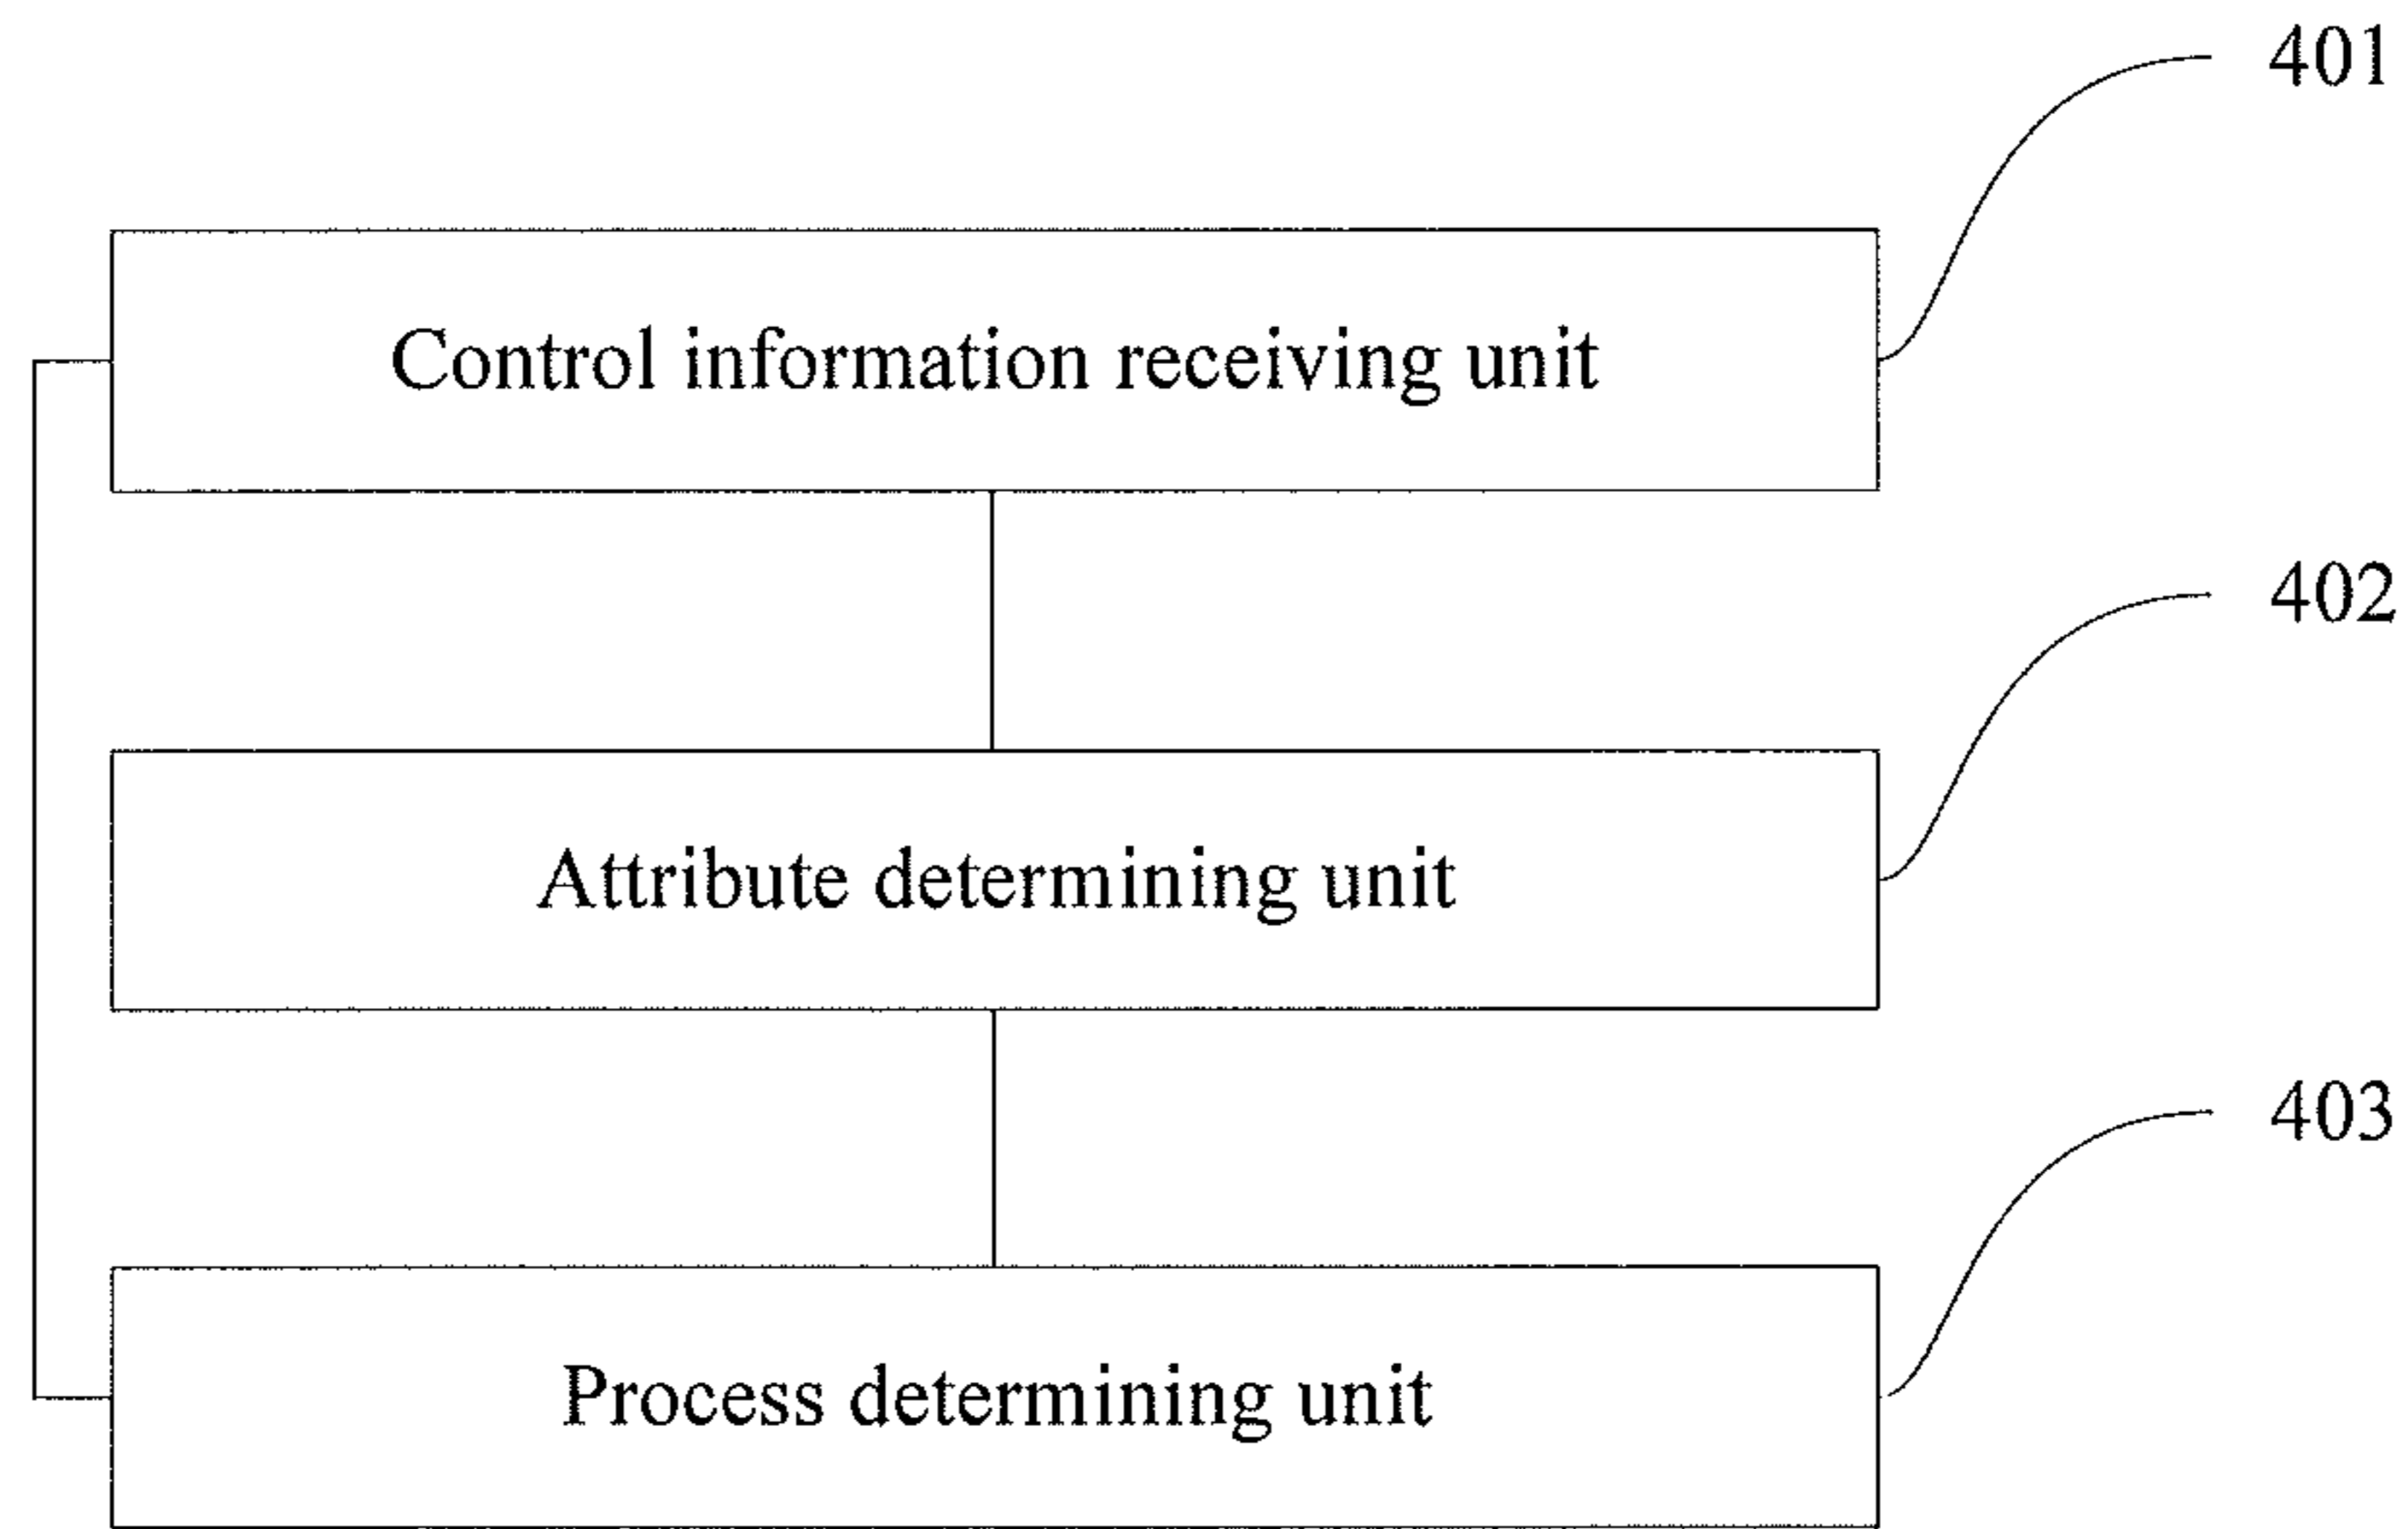 401
Control information receiving unit
402
Attribute determining unit
403
Process determining unit